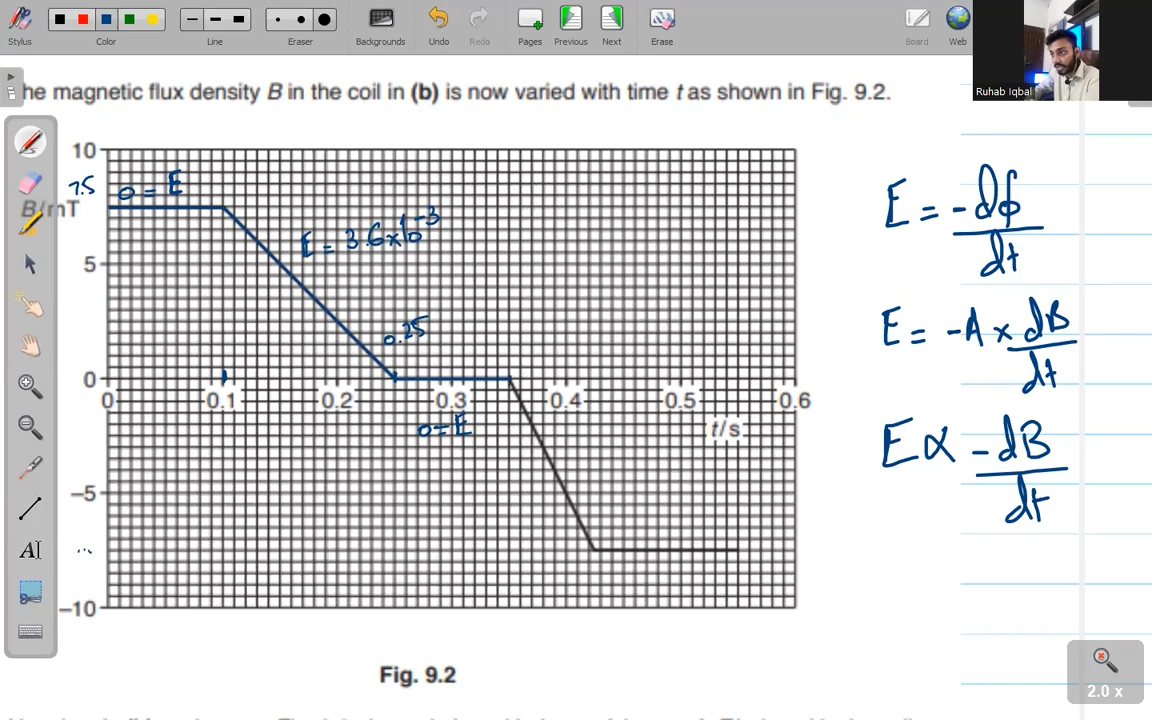 Stylus
Color
Line
Eraser
Backgrounds
Undo
Redo
Pages
Previous
Next
Erase
Board
Web
Ruhab Iqbal
he magnetic flux density B in the coil in (b) is now varied with time t as shown in Fig. 9.2.
10
7.5
0 = E
B/mT
E = 3.6x10^-3
5
0.25
0
0
0.1
0.2
0.3
0.4
0.5
0.6
0=E
t/s
–5
...
–10
Fig. 9.2
E = -dϕ/dt
E = -A x dB/dt
E ∝ -dB/dt
AI
2.0 x